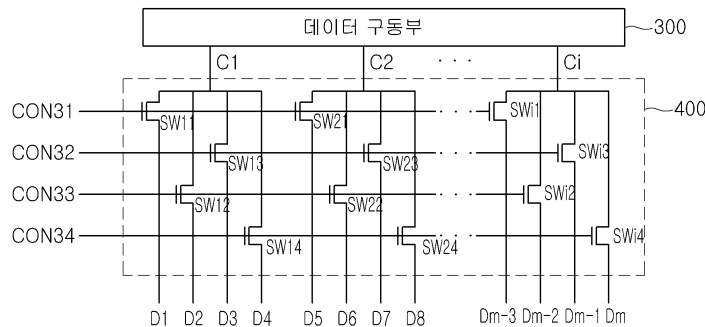 데이터 구동부
300
C1
C2
· · ·
Ci
400
CON31
SW11
SW21
· · ·
SWi1
CON32
SW13
SW23
· · ·
SWi3
CON33
SW12
SW22
· · ·
SWi2
CON34
SW14
SW24
· · ·
SWi4
D1 D2 D3 D4 D5 D6 D7 D8 Dm-3 Dm-2 Dm-1 Dm